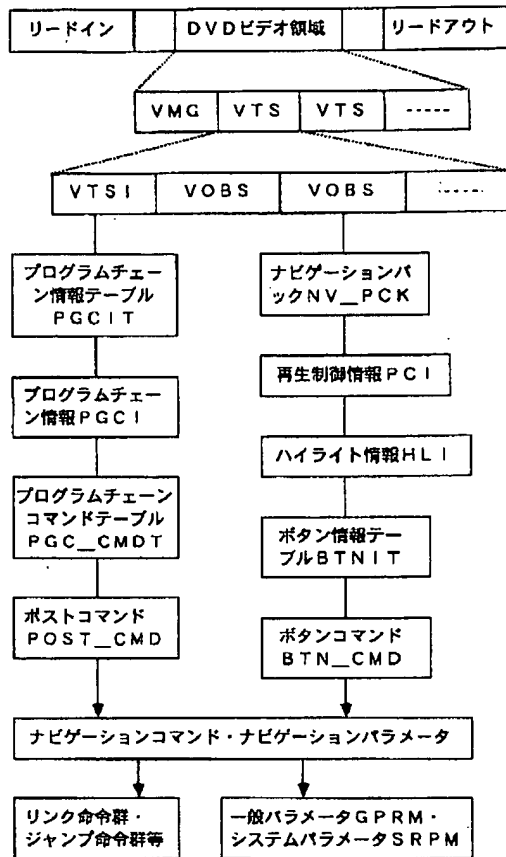 リードイン
DVDビデオ領域
リードアウト
VMG
VTS
VTS
-----
VTSI
VOBS
VOBS
-----
プログラムチェー
ン情報テーブル
PGCIT
プログラムチェー
ン情報PGCI
プログラムチェーン
コマンドテーブル
PGC__CMDT
ポストコマンド
POST__CMD
ナビゲーションパ
ックNV__PCK
再生制御情報PCI
ハイライト情報HLI
ボタン情報テー
ブルBTNIT
ボタンコマンド
BTN__CMD
ナビゲーションコマンド・ナビゲーションパラメータ
リンク命令群・
ジャンプ命令群等
一般パラメータGPRM・
システムパラメータSRPM